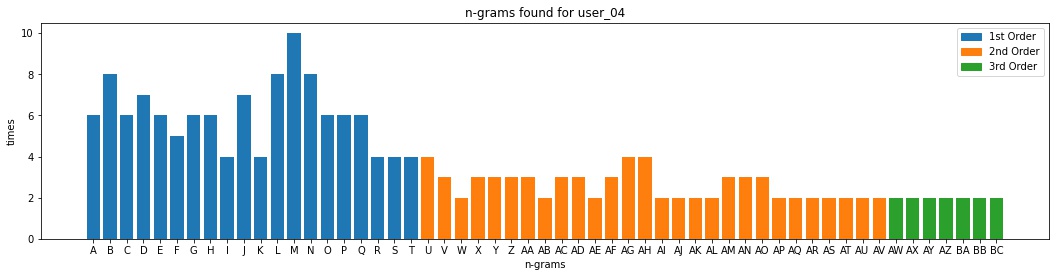 n-grams found for user_04
10
8
6
4
2
0
times
1st Order
2nd Order
3rd Order
A B C D E F G H I J K L M N O P Q R S T U V W X Y Z AA AB AC AD AE AF AG AH AI AJ AK AL AM AN AO AP AQ AR AS AT AU AV AW AX AY AZ BA BB BC
n-grams